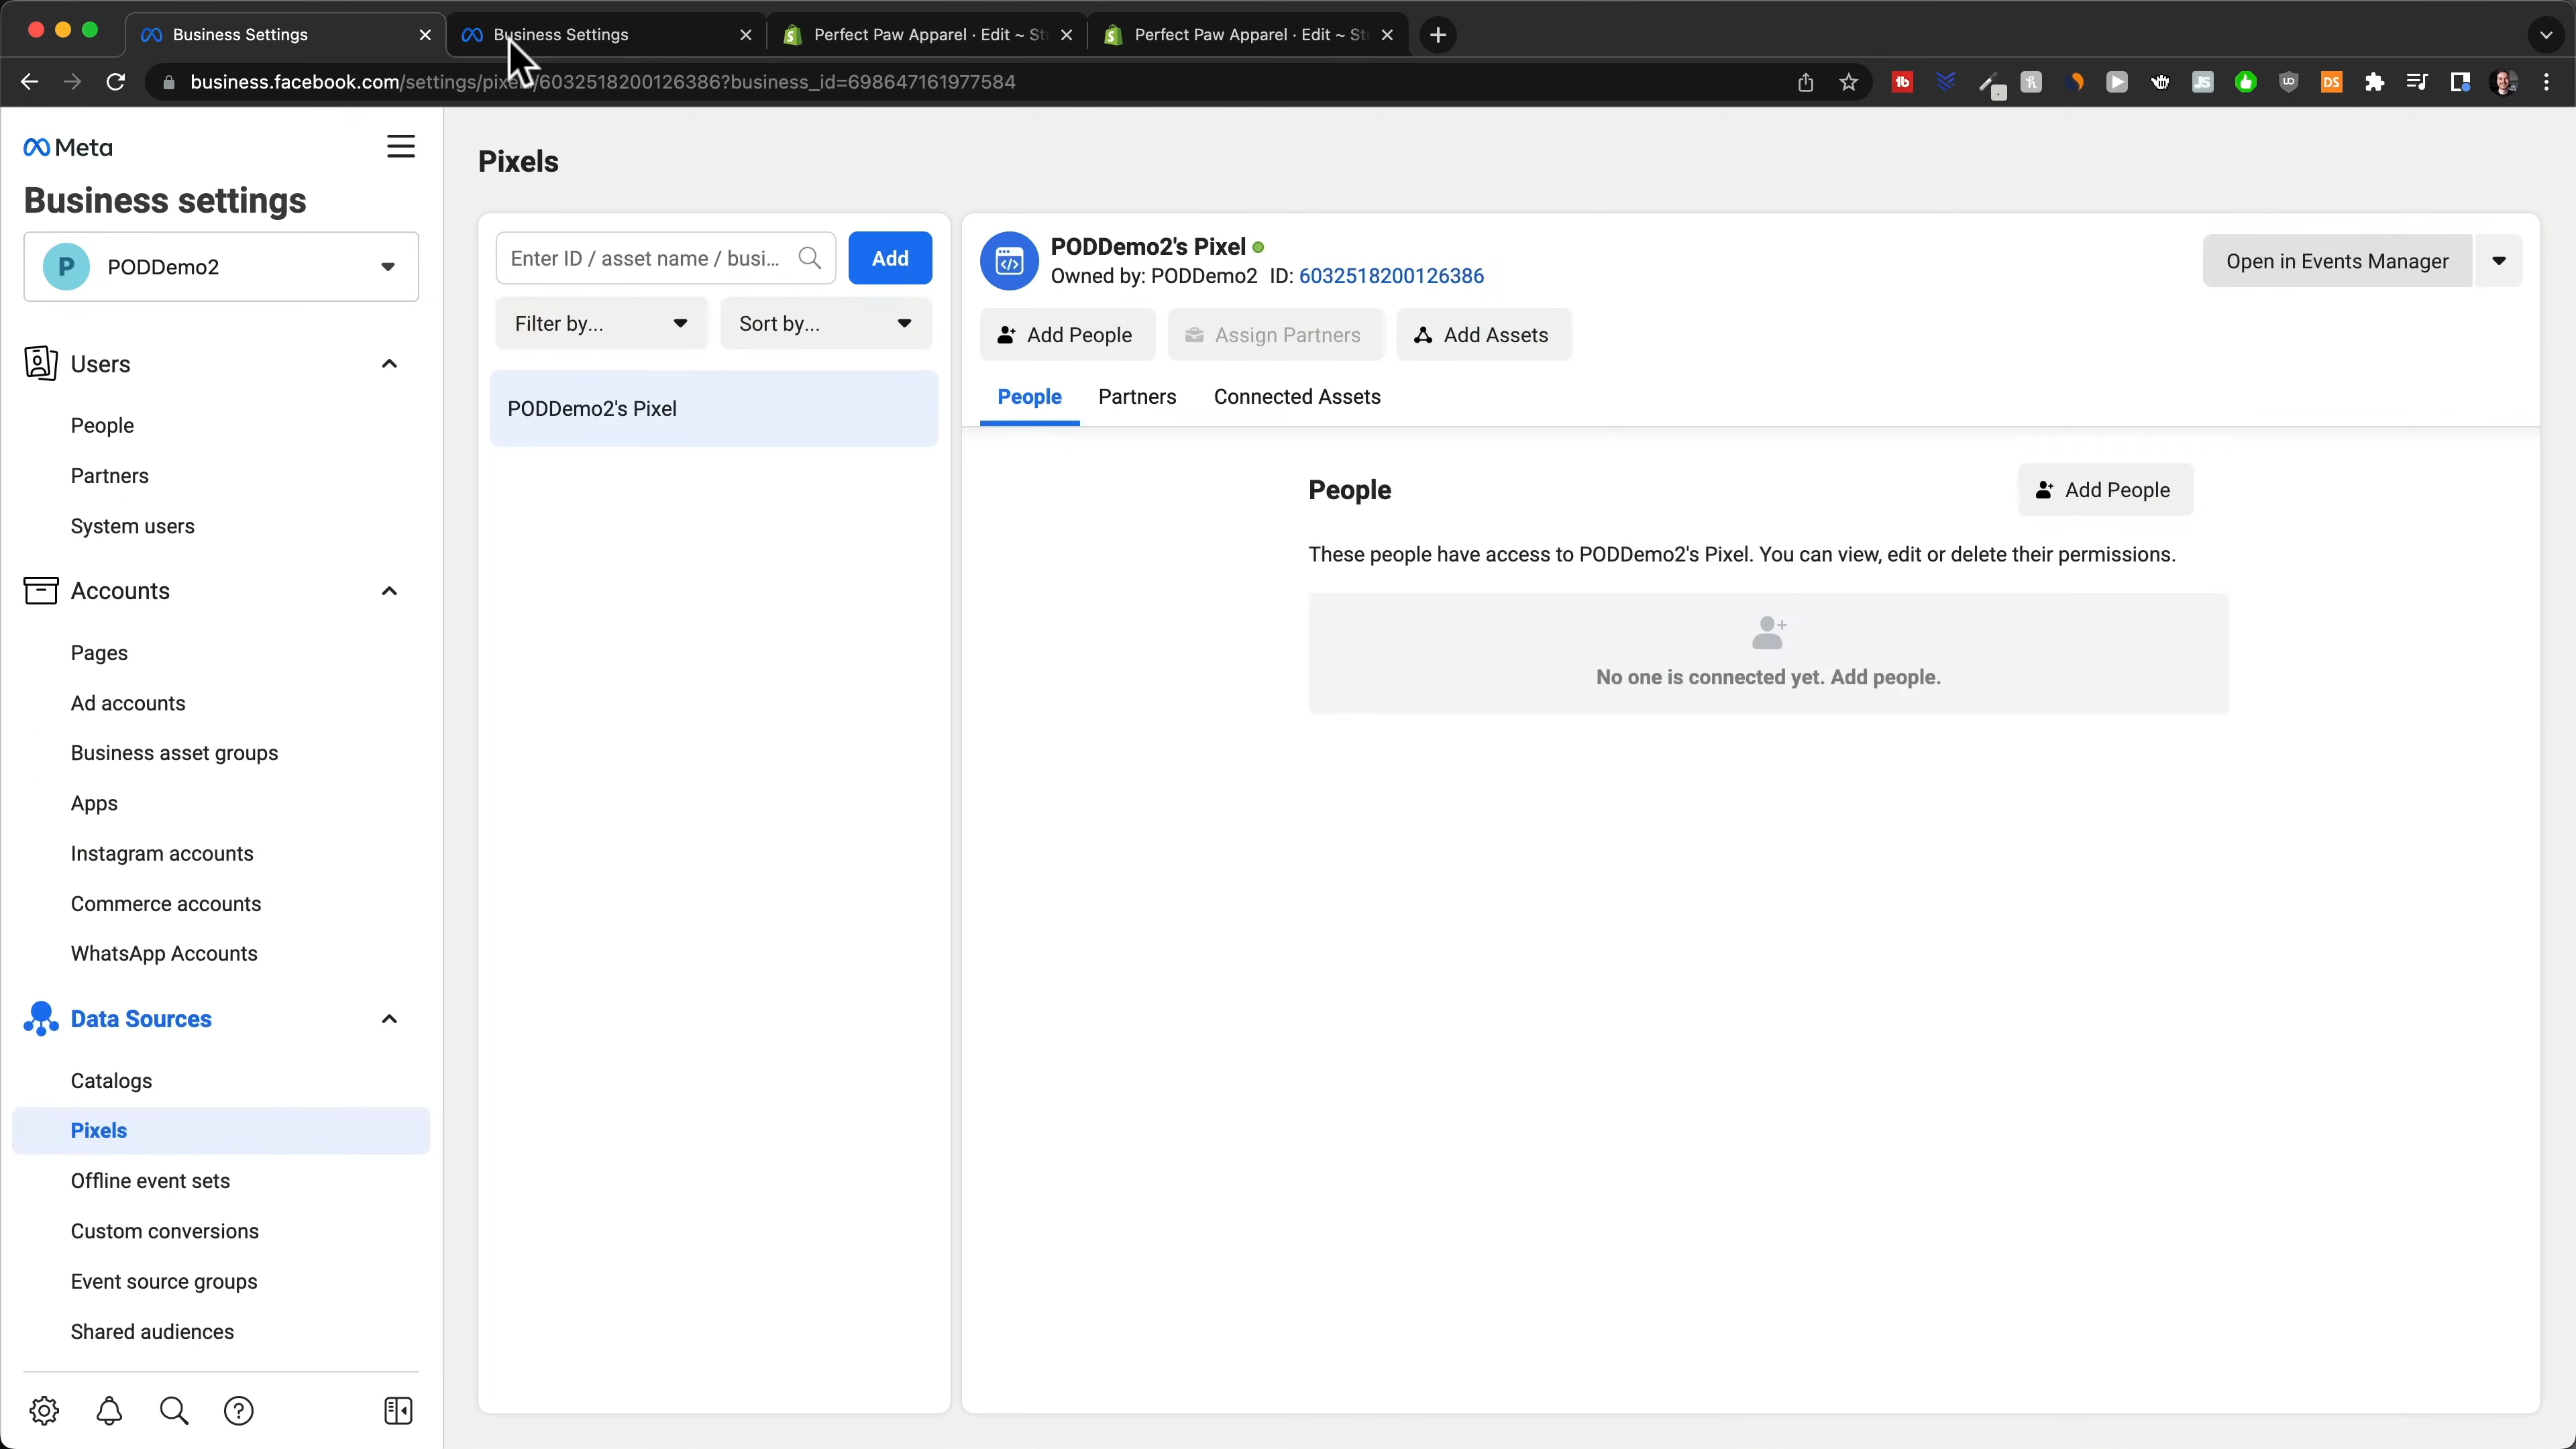 Business Settings
Business Settings
Perfect Paw Apparel · Edit ~ St
Perfect Paw Apparel · Edit ~ St
business.facebook.com/settings/pixels/6032518200126386?business_id=698647161977584
Meta
Business settings
P PODDemo2
Users
People
Partners
System users
Accounts
Pages
Ad accounts
Business asset groups
Apps
Instagram accounts
Commerce accounts
WhatsApp Accounts
Data Sources
Catalogs
Pixels
Offline event sets
Custom conversions
Event source groups
Shared audiences
Pixels
Enter ID / asset name / busi... Add
Filter by... Sort by...
PODDemo2's Pixel
PODDemo2's Pixel
Owned by: PODDemo2 ID: 6032518200126386
Open in Events Manager
Add People Assign Partners Add Assets
People Partners Connected Assets
People
Add People
These people have access to PODDemo2's Pixel. You can view, edit or delete their permissions.
No one is connected yet. Add people.